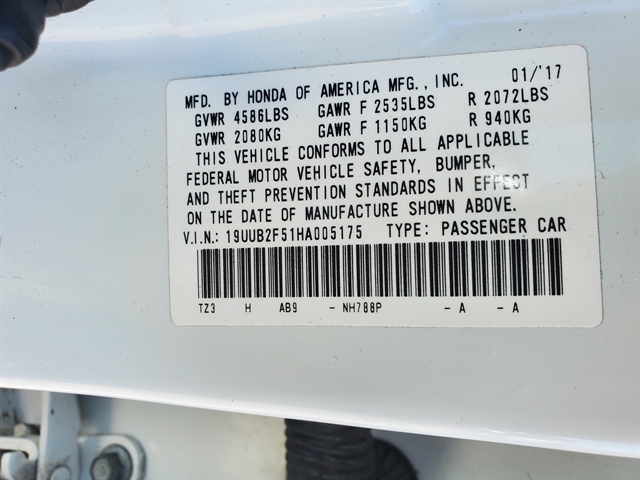 MFD. BY HONDA OF AMERICA MFG., INC. 01/'17
GVWR 4586LBS GAWR F 2535LBS R 2072LBS
GVWR 2080KG GAWR F 1150KG R 940KG
THIS VEHICLE CONFORMS TO ALL APPLICABLE
FEDERAL MOTOR VEHICLE SAFETY, BUMPER,
AND THEFT PREVENTION STANDARDS IN EFFECT
ON THE DATE OF MANUFACTURE SHOWN ABOVE.
V.I.N.: 19UUB2F51HA005175 TYPE: PASSENGER CAR
TZ3 H AB9 - NH788P - A - A